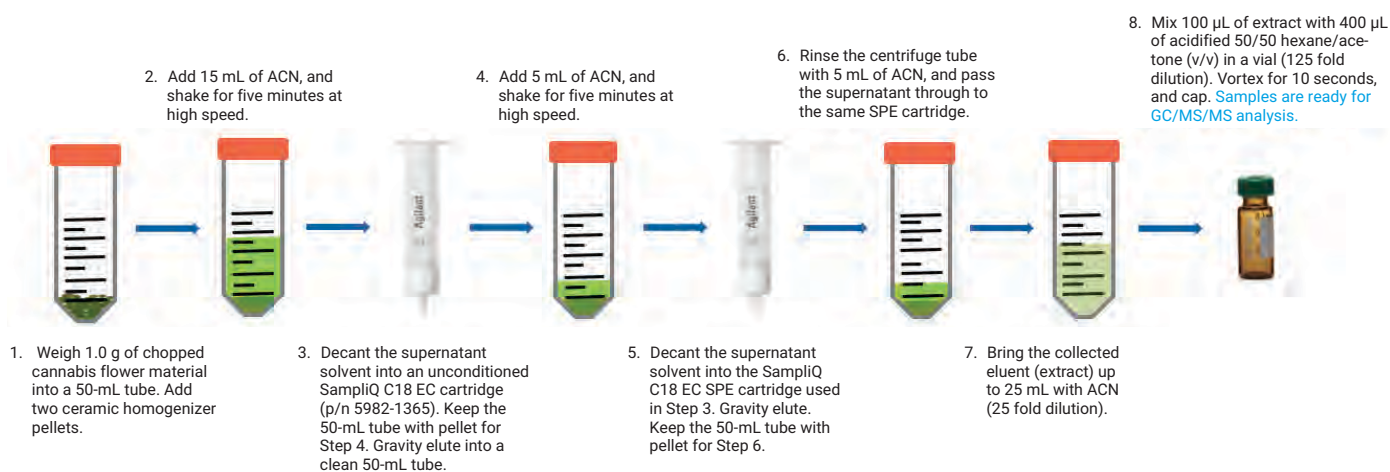 1. Weigh 1.0 g of chopped
cannabis flower material
into a 50-mL tube. Add
two ceramic homogenizer
pellets.
2. Add 15 mL of ACN, and
shake for five minutes at
high speed.
3. Decant the supernatant
solvent into an unconditioned
SampliQ C18 EC cartridge
(p/n 5982-1365). Keep the
50-mL tube with pellet for
Step 4. Gravity elute into a
clean 50-mL tube.
Agilent
4. Add 5 mL of ACN, and
shake for five minutes at
high speed.
5. Decant the supernatant
solvent into the SampliQ
C18 EC SPE cartridge used
in Step 3. Gravity elute.
Keep the 50-mL tube with
pellet for Step 6.
Agilent
6. Rinse the centrifuge tube
with 5 mL of ACN, and pass
the supernatant through to
the same SPE cartridge.
7. Bring the collected
eluent (extract) up
to 25 mL with ACN
(25 fold dilution).
8. Mix 100 µL of extract with 400 µL
of acidified 50/50 hexane/ace-
tone (v/v) in a vial (125 fold
dilution). Vortex for 10 seconds,
and cap. Samples are ready for
GC/MS/MS analysis.